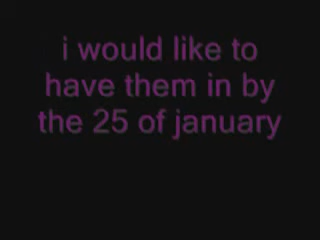 i would like to
have them in by
the 25 of january